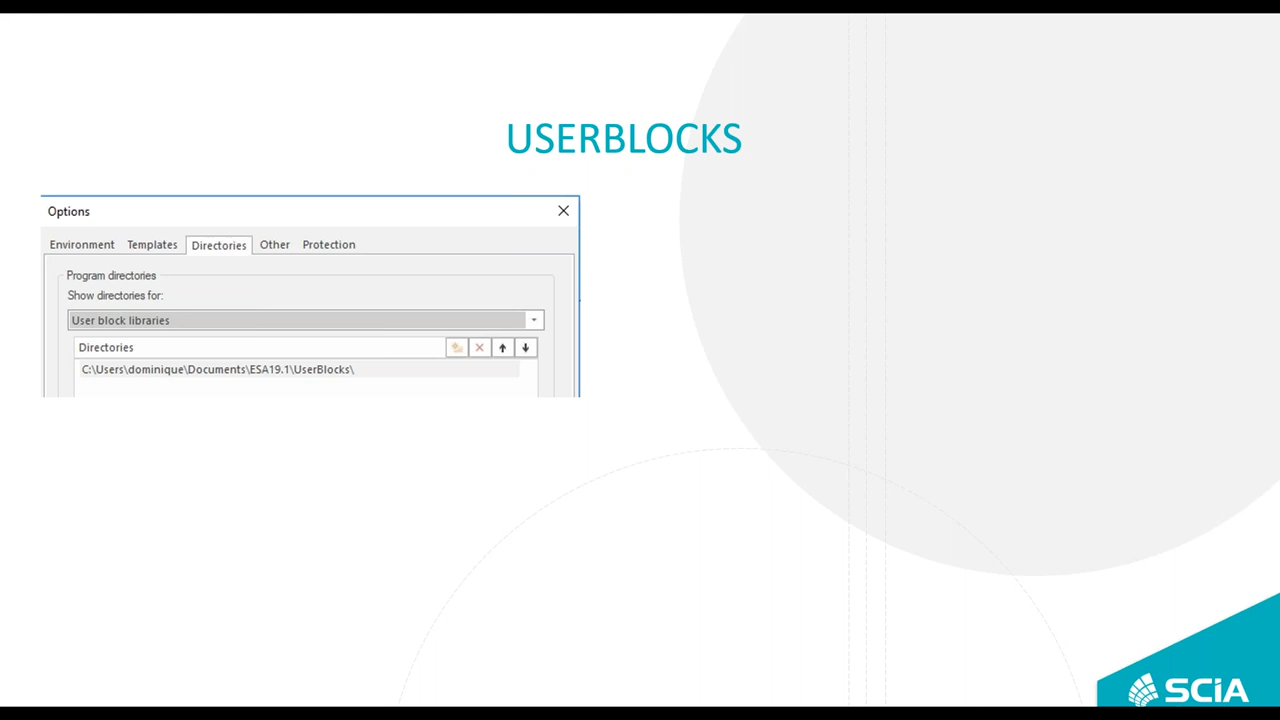 USERBLOCKS
Options
Environment Templates Directories Other Protection
Program directories
Show directories for:
User block libraries
Directories
C:\Users\dominique\Documents\ESA19.1\UserBlocks\
SCiA